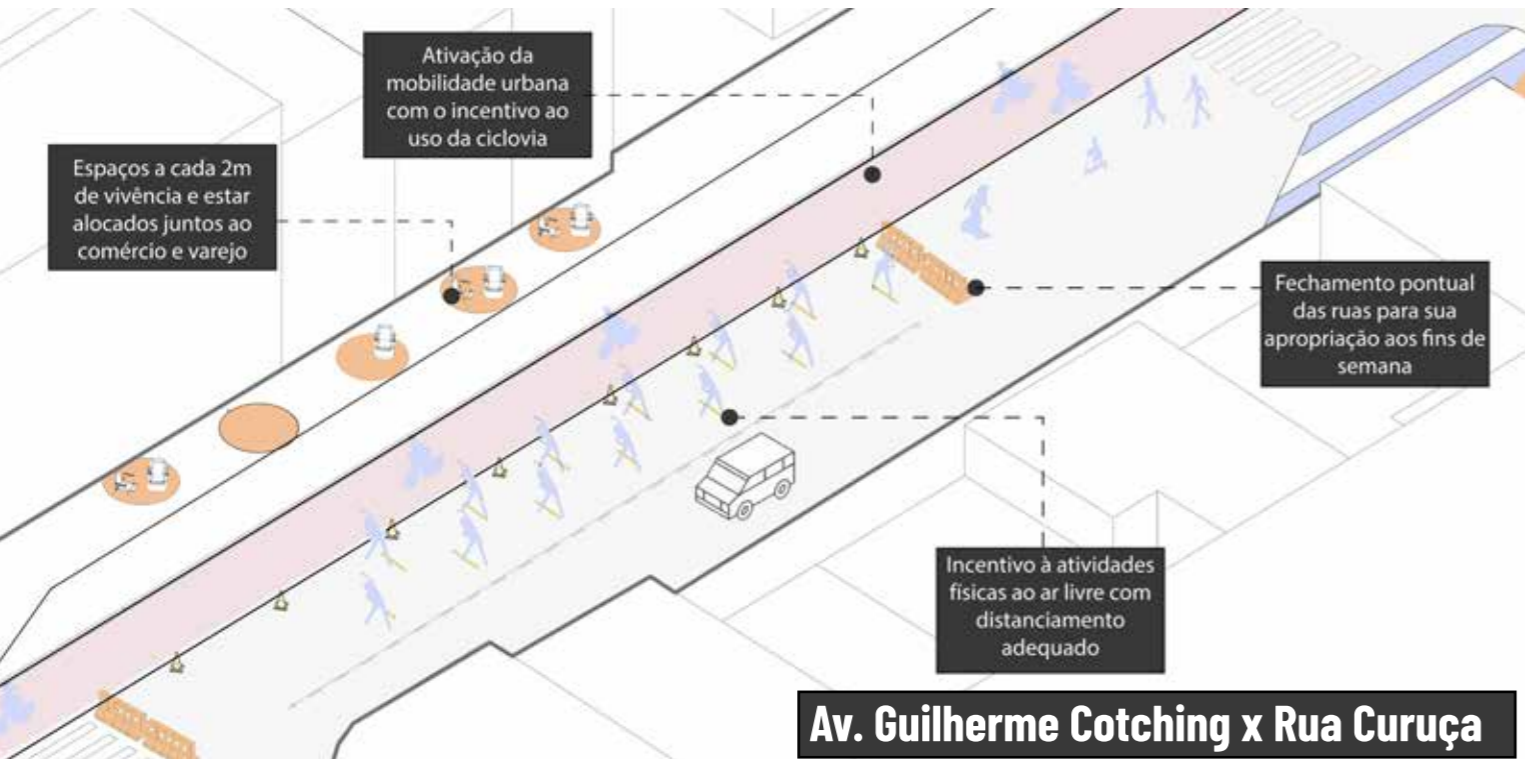 Ativação da
mobilidade urbana
com o incentivo ao
uso da ciclovia
Espaços a cada 2m
de vivência e estar
alocados juntos ao
comércio e varejo
Fechamento pontual
das ruas para sua
apropriação aos fins de
semana
Incentivo à atividades
físicas ao ar livre com
distanciamento
adequado
Av. Guilherme Cotching x Rua Curuça